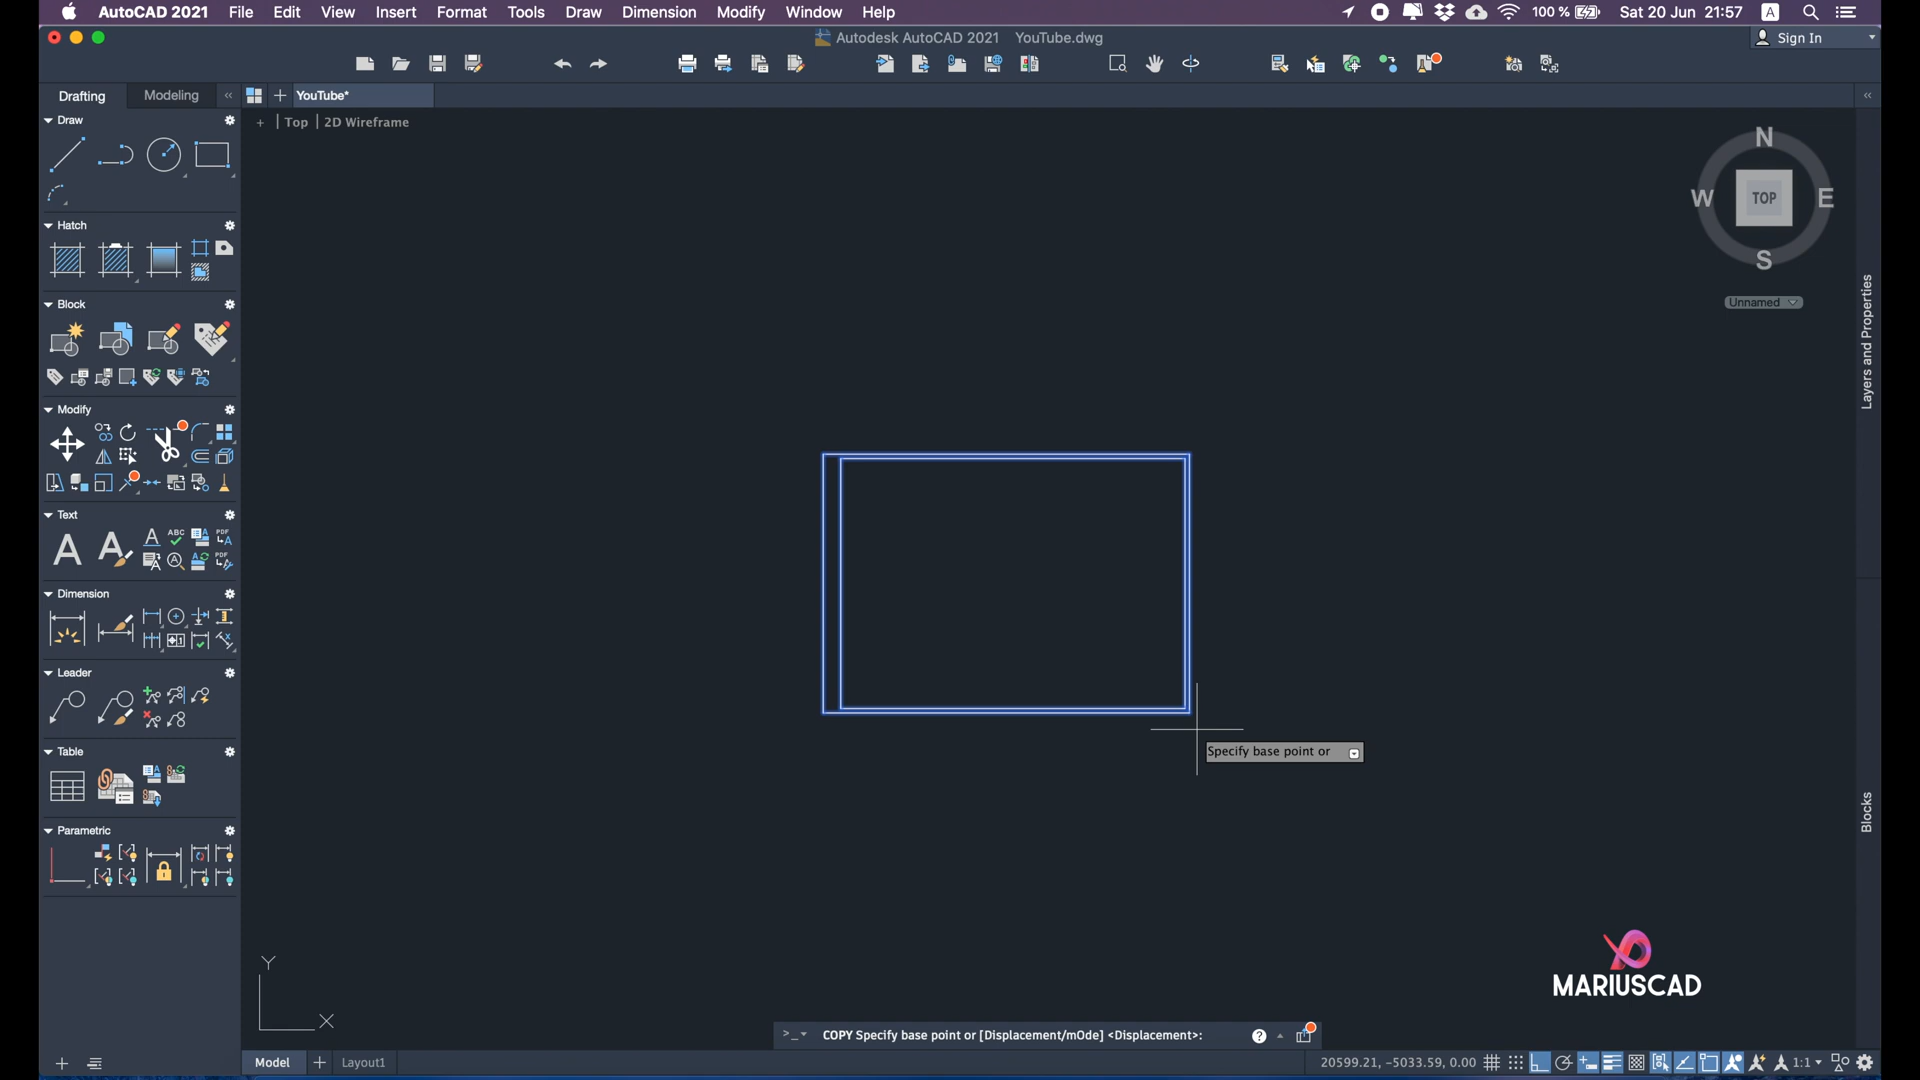 AutoCAD 2021 File Edit View Insert Format Tools Draw Dimension Modify Window Help 100 % Sat 20 Jun 21:57 A
Autodesk AutoCAD 2021 YouTube.dwg
Sign In
Drafting Modeling YouTube*
+ Top 2D Wireframe
Draw
N
W TOP E
S
Unnamed
Hatch
Block
Layers and Properties
Modify
Text
Dimension
Leader
Specify base point or
Table
Blocks
Parametric
MARIUSCAD
Y
X
COPY Specify base point or [Displacement/mOde] <Displacement>:
Model Layout1 20599.21, -5033.59, 0.00 1:1